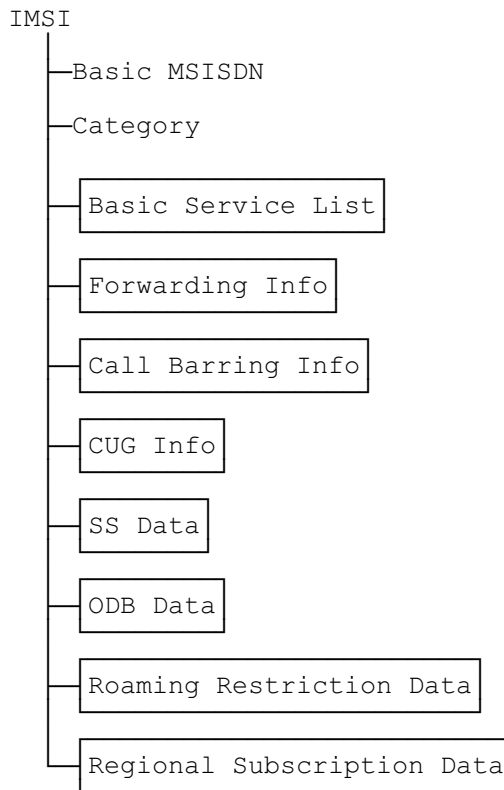 IMSI
Basic MSISDN
Category
Basic Service List
Forwarding Info
Call Barring Info
CUG Info
SS Data
ODB Data
Roaming Restriction Data
Regional Subscription Data